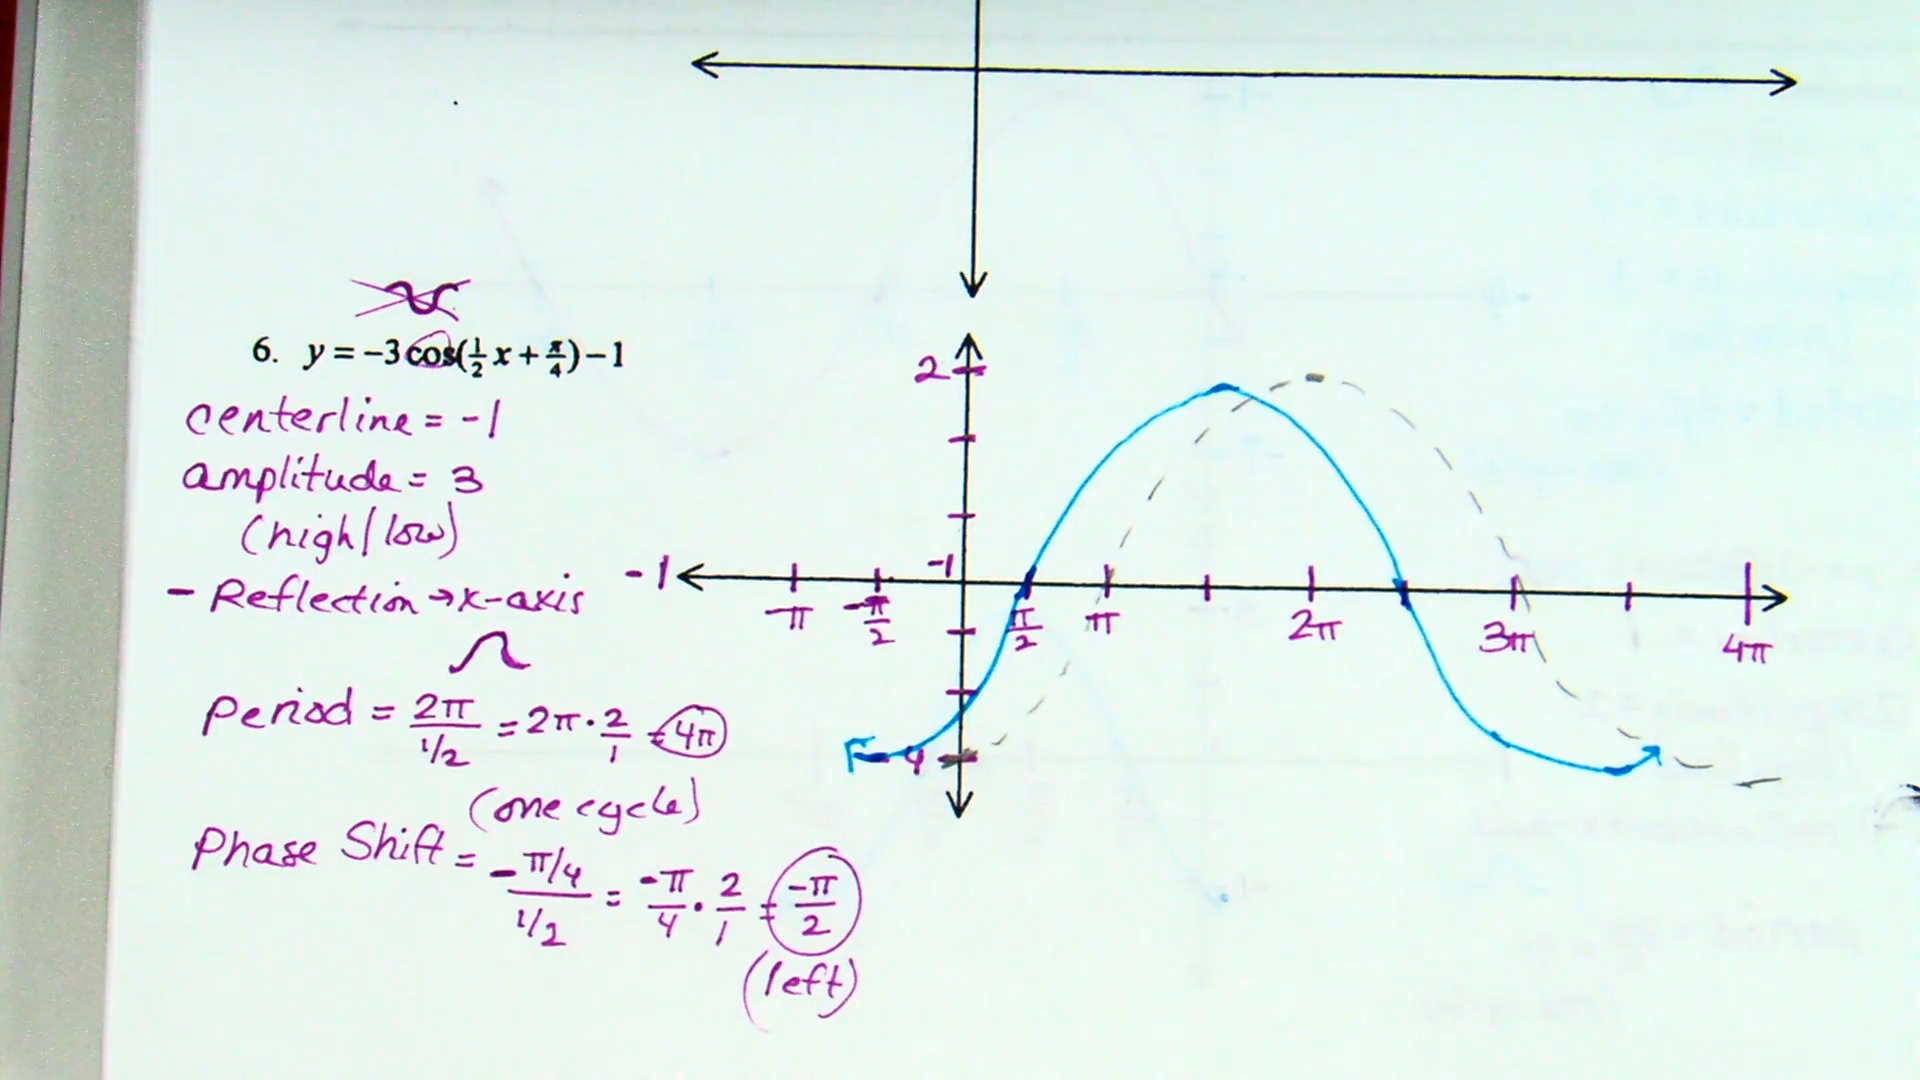 6. y = -3cos(½x + π/4) - 1
centerline = -1
amplitude = 3
(high/low)
- Reflection → x-axis
Period = 2π / 1/2 = 2π · 2/1 = 4π
(one cycle)
Phase Shift = -π/4 / 1/2 = -π/4 · 2/1 = -π/2
(left)
2
-1 -1
-π -π/2 π/2 π 2π 3π 4π
-4